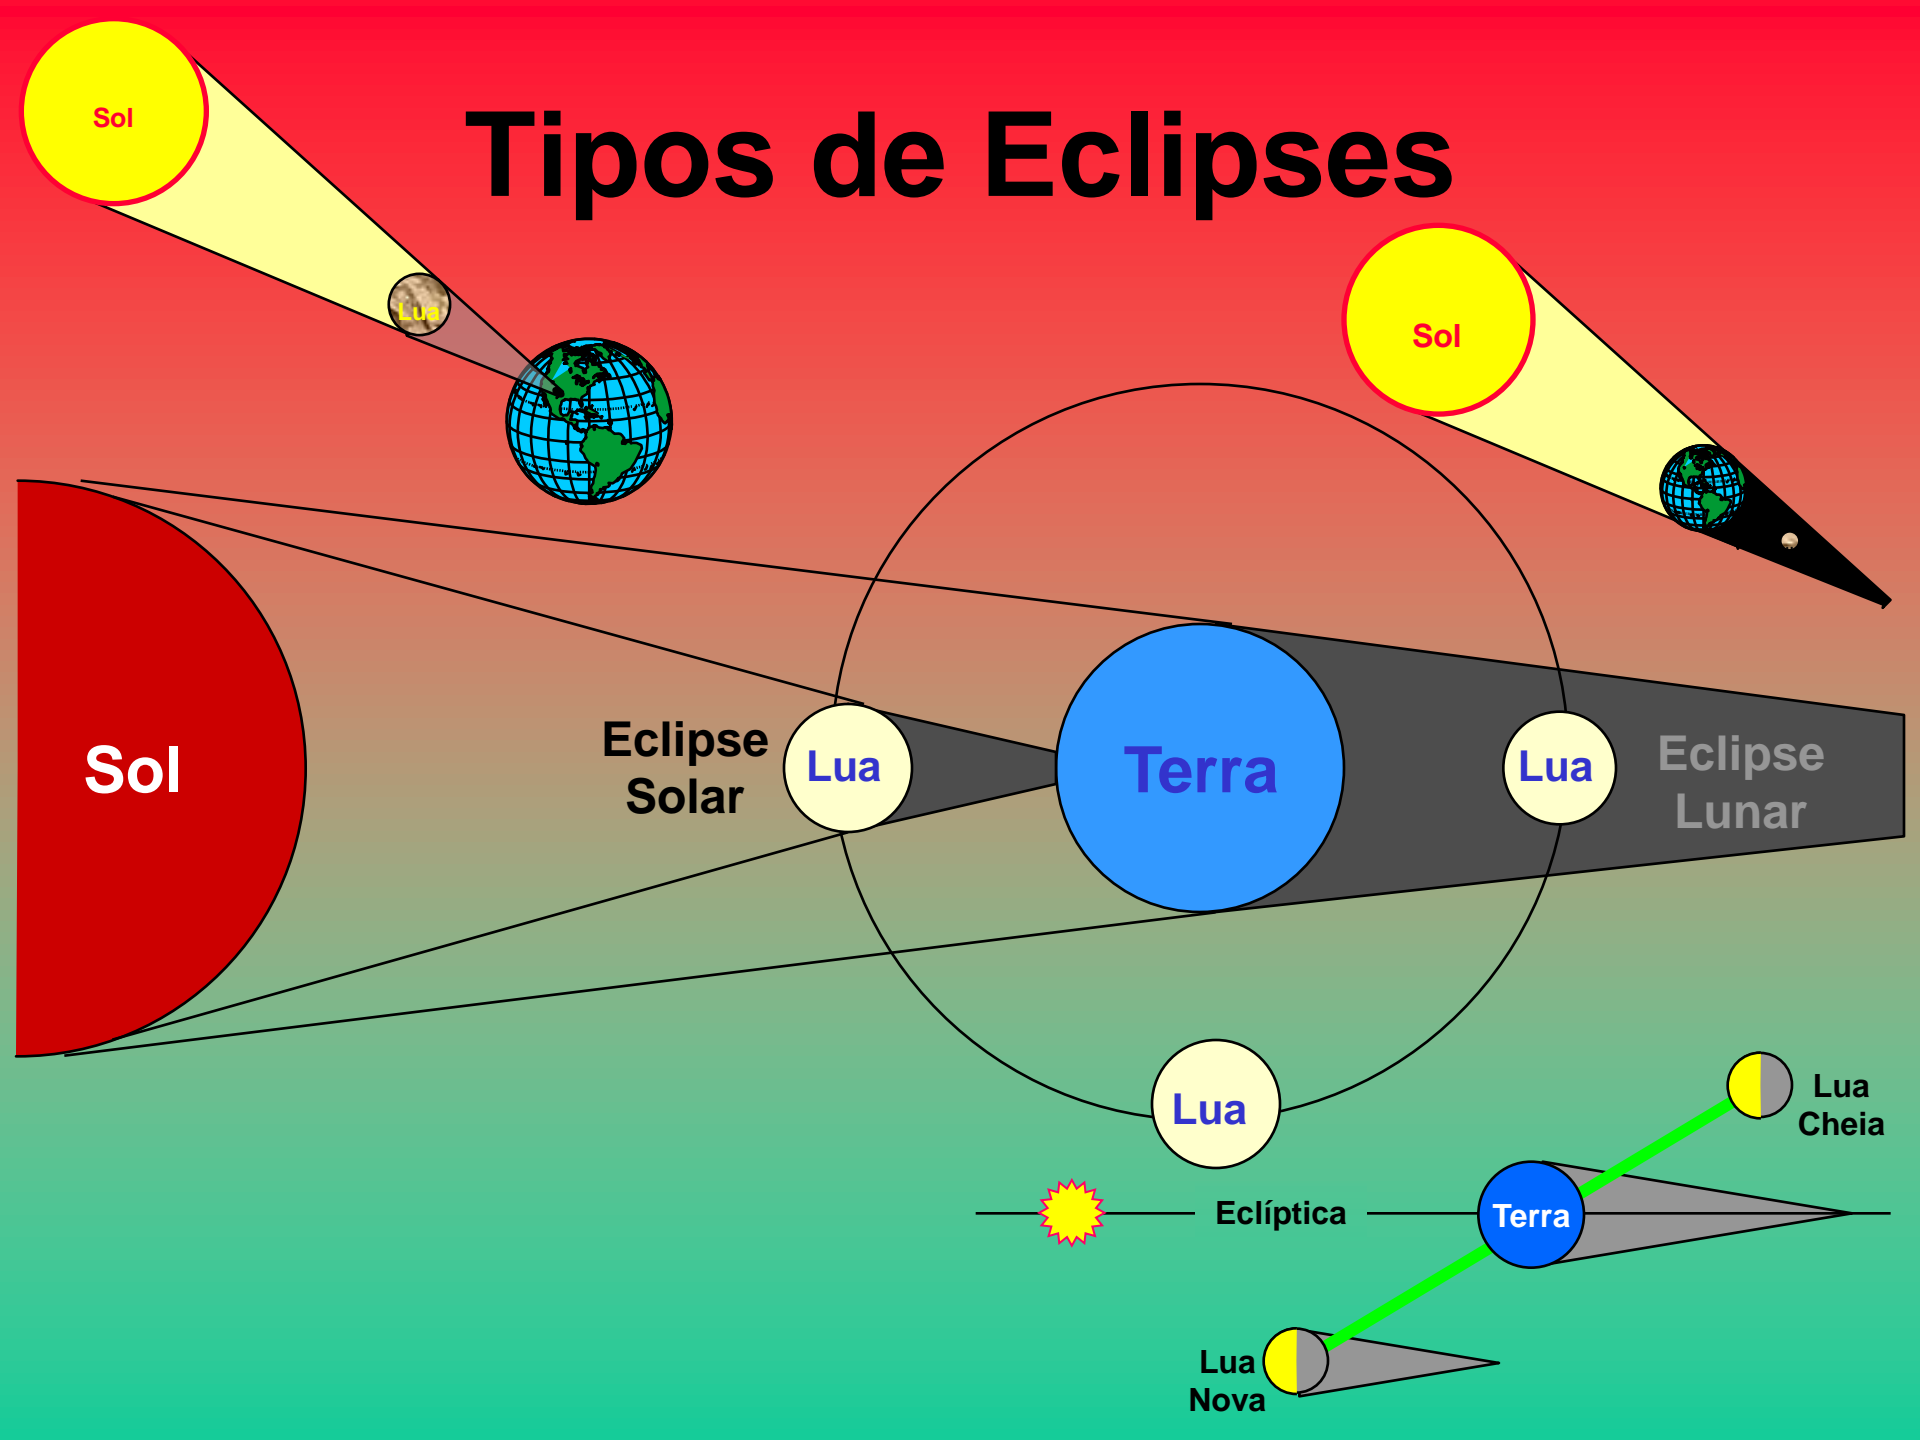 Tipos de Eclipses
Sol
Lua
Sol
Sol
Eclipse
Solar
Lua
Terra
Lua
Eclipse
Lunar
Lua
Lua
Cheia
Eclíptica
Terra
Lua
Nova